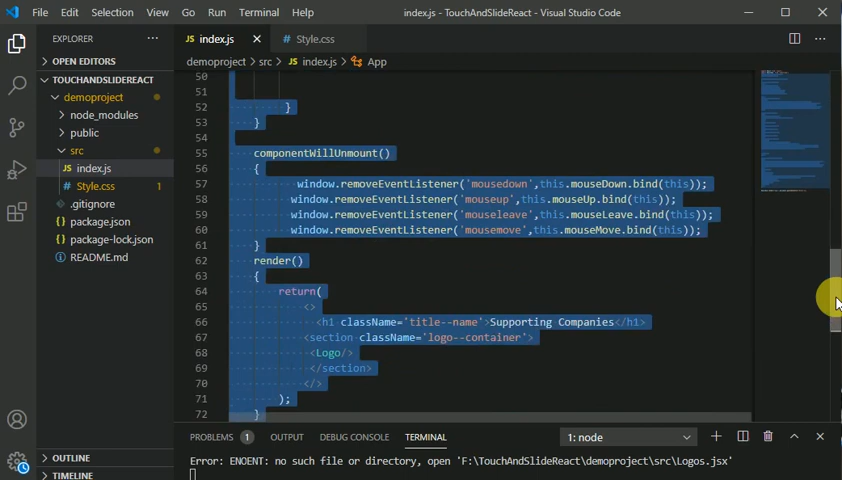 File Edit Selection View Go Run Terminal Help index.js - TouchAndSlideReact - Visual Studio Code
EXPLORER ... JS index.js # Style.css
demoproject > src > JS index.js > App
OPEN EDITORS
TOUCHANDSLIDEREACT
demoproject
node_modules
public
src
JS index.js
# Style.css 1
.gitignore
{} package.json
{} package-lock.json
README.md
OUTLINE
TIMELINE
50
51
52 }
53 }
54
55 componentWillUnmount()
56 {
57 window.removeEventListener('mousedown',this.mouseDown.bind(this));
58 window.removeEventListener('mouseup',this.mouseUp.bind(this));
59 window.removeEventListener('mouseleave',this.mouseLeave.bind(this));
60 window.removeEventListener('mousemove',this.mouseMove.bind(this));
61 }
62 render()
63 {
64 return(
65 <>
66 <h1 className='title--name'>Supporting Companies</h1>
67 <section className='logo--container'>
68 <Logo/>
69 </section>
70 </>
71 );
72 }
PROBLEMS 1 OUTPUT DEBUG CONSOLE TERMINAL 1: node
Error: ENOENT: no such file or directory, open 'F:\TouchAndSlideReact\demoproject\src\Logos.jsx'